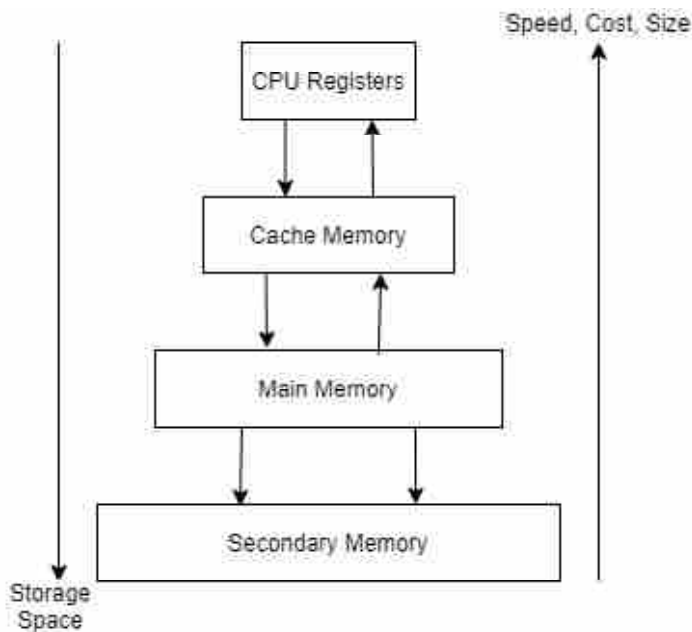 Speed, Cost, Size
CPU Registers
Cache Memory
Main Memory
Secondary Memory
Storage
Space